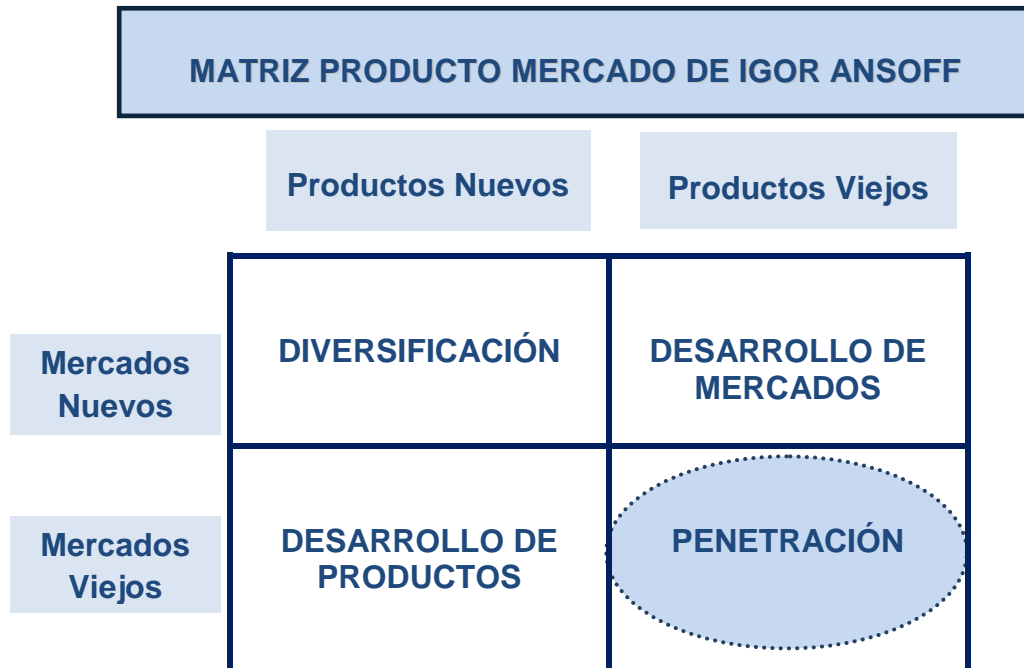 MATRIZ PRODUCTO MERCADO DE IGOR ANSOFF
Productos Nuevos
Productos Viejos
Mercados
Nuevos
DIVERSIFICACIÓN
DESARROLLO DE
MERCADOS
Mercados
Viejos
DESARROLLO DE
PRODUCTOS
PENETRACIÓN